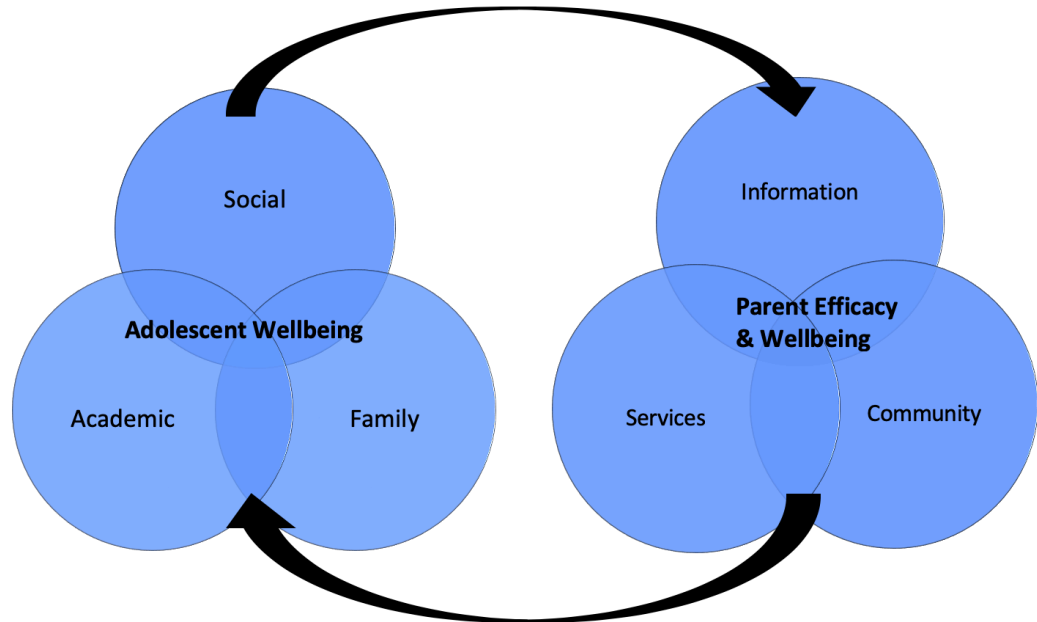 Social
Adolescent Wellbeing
Academic
Family
Information
Parent Efficacy
& Wellbeing
Services
Community